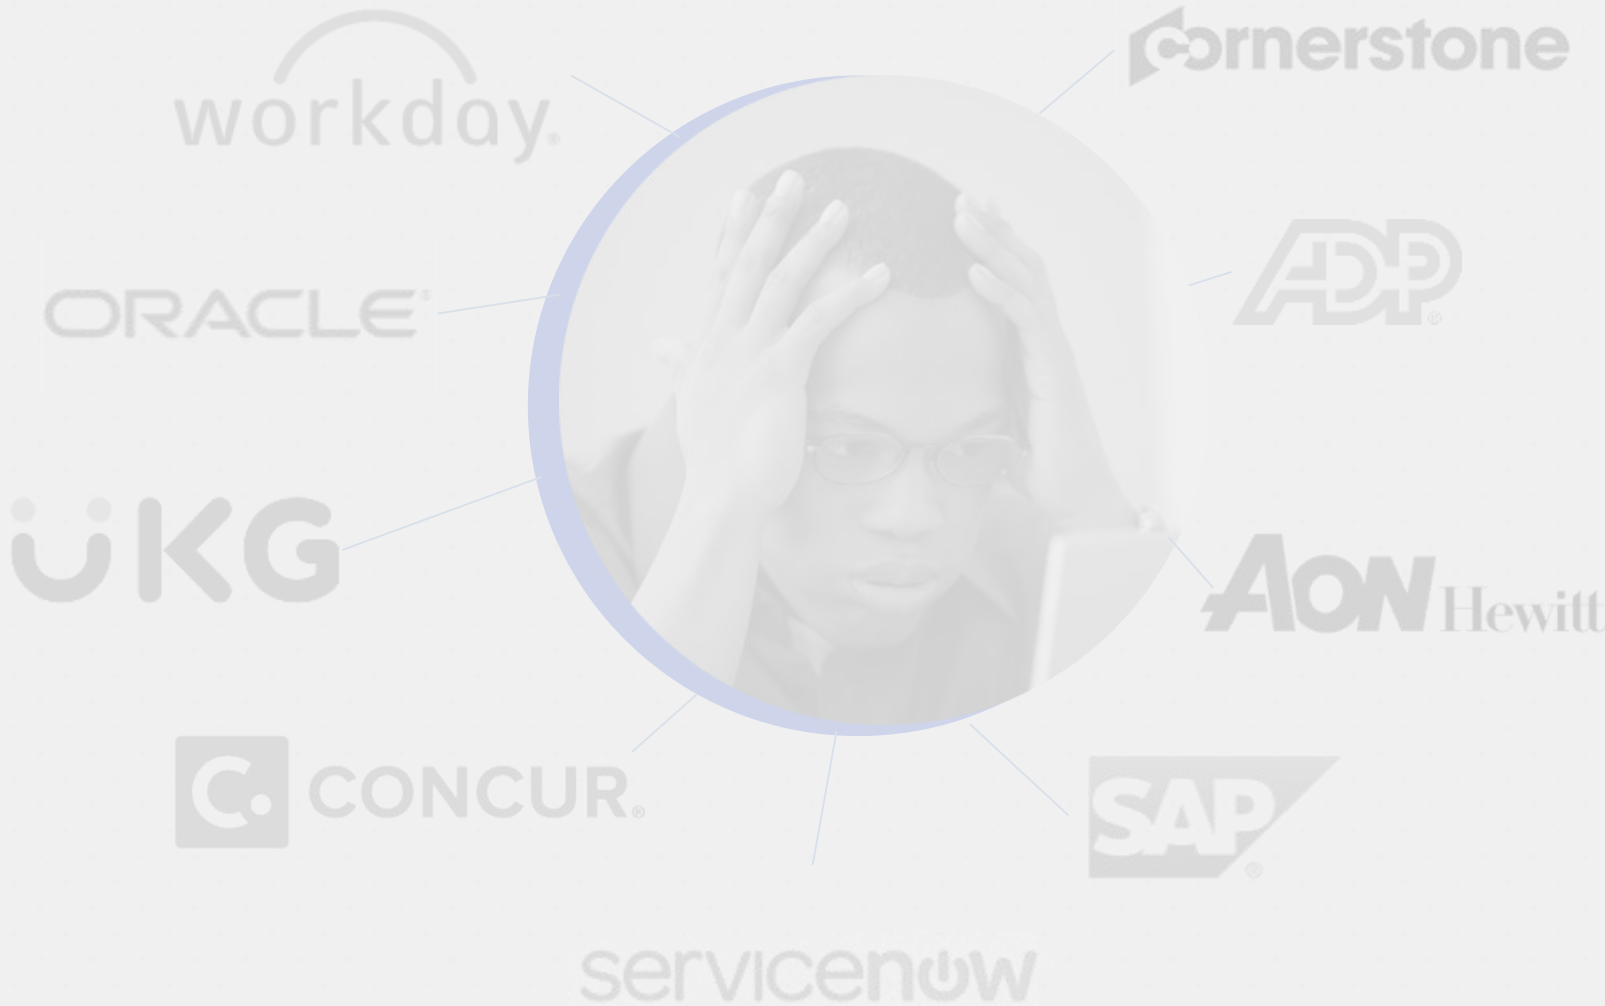 workday®
Cornerstone
ORACLE®
ADP®
UKG
Aon Hewitt
C. CONCUR®
SAP®
servicenow